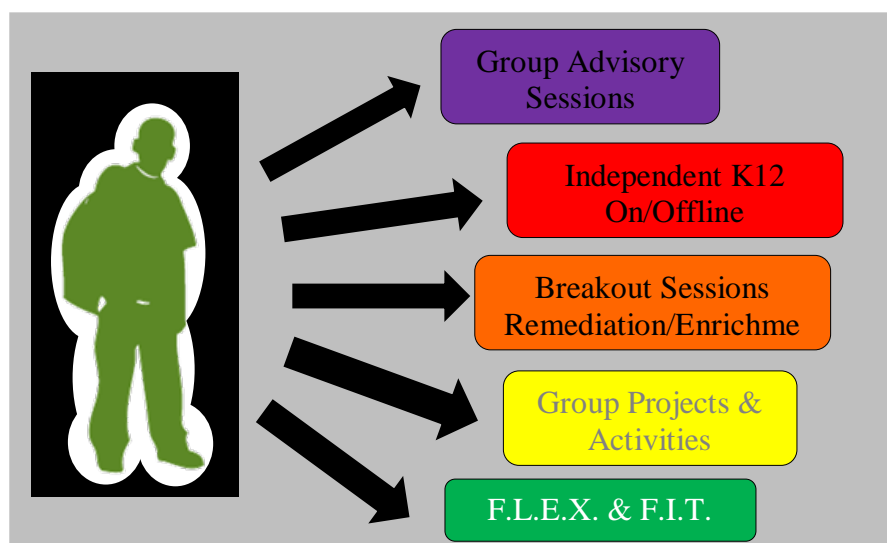 Group Advisory
Sessions
Independent K12
On/Offline
Breakout Sessions
Remediation/Enrichme
Group Projects &
Activities
F.L.E.X. & F.I.T.